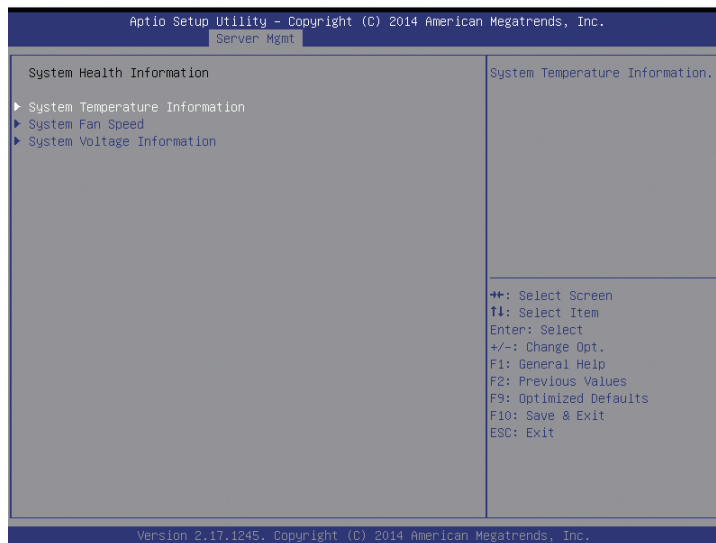 Aptio Setup Utility – Copyright (C) 2014 American Megatrends, Inc.
Server Mgmt
System Health Information
System Temperature Information
System Fan Speed
System Voltage Information
System Temperature Information.
→←: Select Screen
↑↓: Select Item
Enter: Select
+/-: Change Opt.
F1: General Help
F2: Previous Values
F9: Optimized Defaults
F10: Save & Exit
ESC: Exit
Version 2.17.1245. Copyright (C) 2014 American Megatrends, Inc.